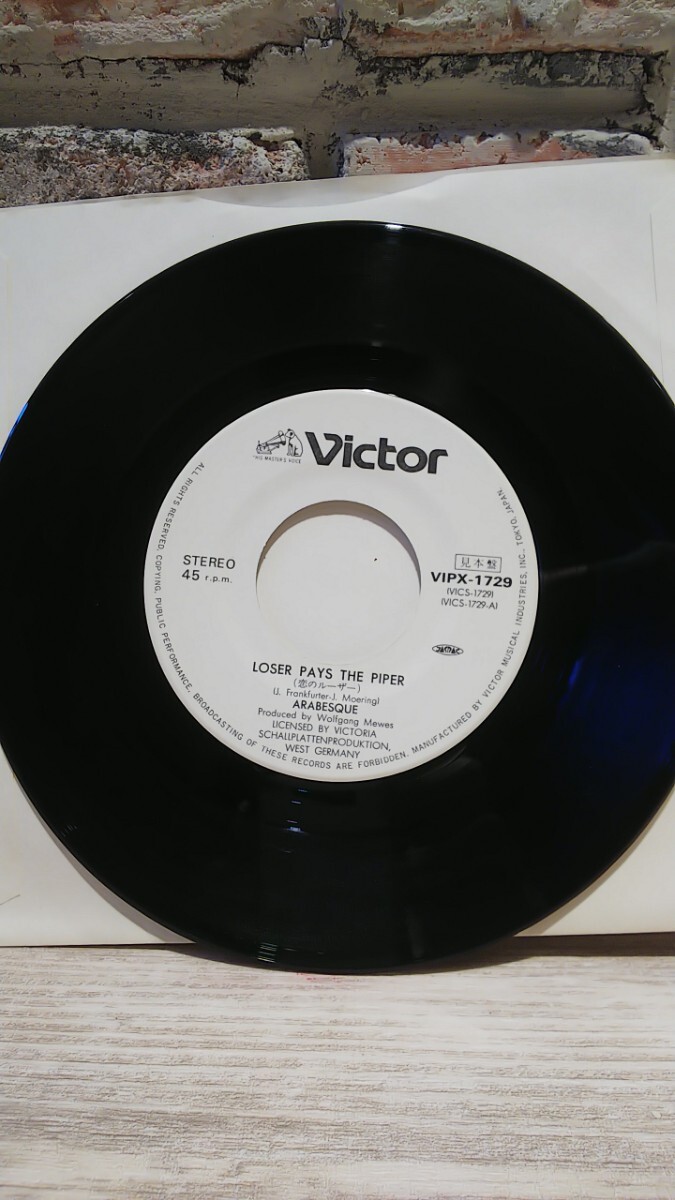 Victor
"HIS MASTER'S VOICE"
STEREO
45 r.p.m.
見本盤
VIPX-1729
(VICS-1729)
(VICS-1729-A)
LOSER PAYS THE PIPER
(恋のルーザー)
(J. Frankfurter-J. Moering)
ARABESQUE
Produced by Wolfgang Mewes
LICENSED BY VICTORIA
SCHALLPLATTENPRODUKTION,
WEST GERMANY
ALL RIGHTS RESERVED. COPYING, PUBLIC PERFORMANCE, BROADCASTING OF THESE RECORDS ARE FORBIDDEN. MANUFACTURED BY VICTOR MUSICAL INDUSTRIES, INC., TOKYO, JAPAN.